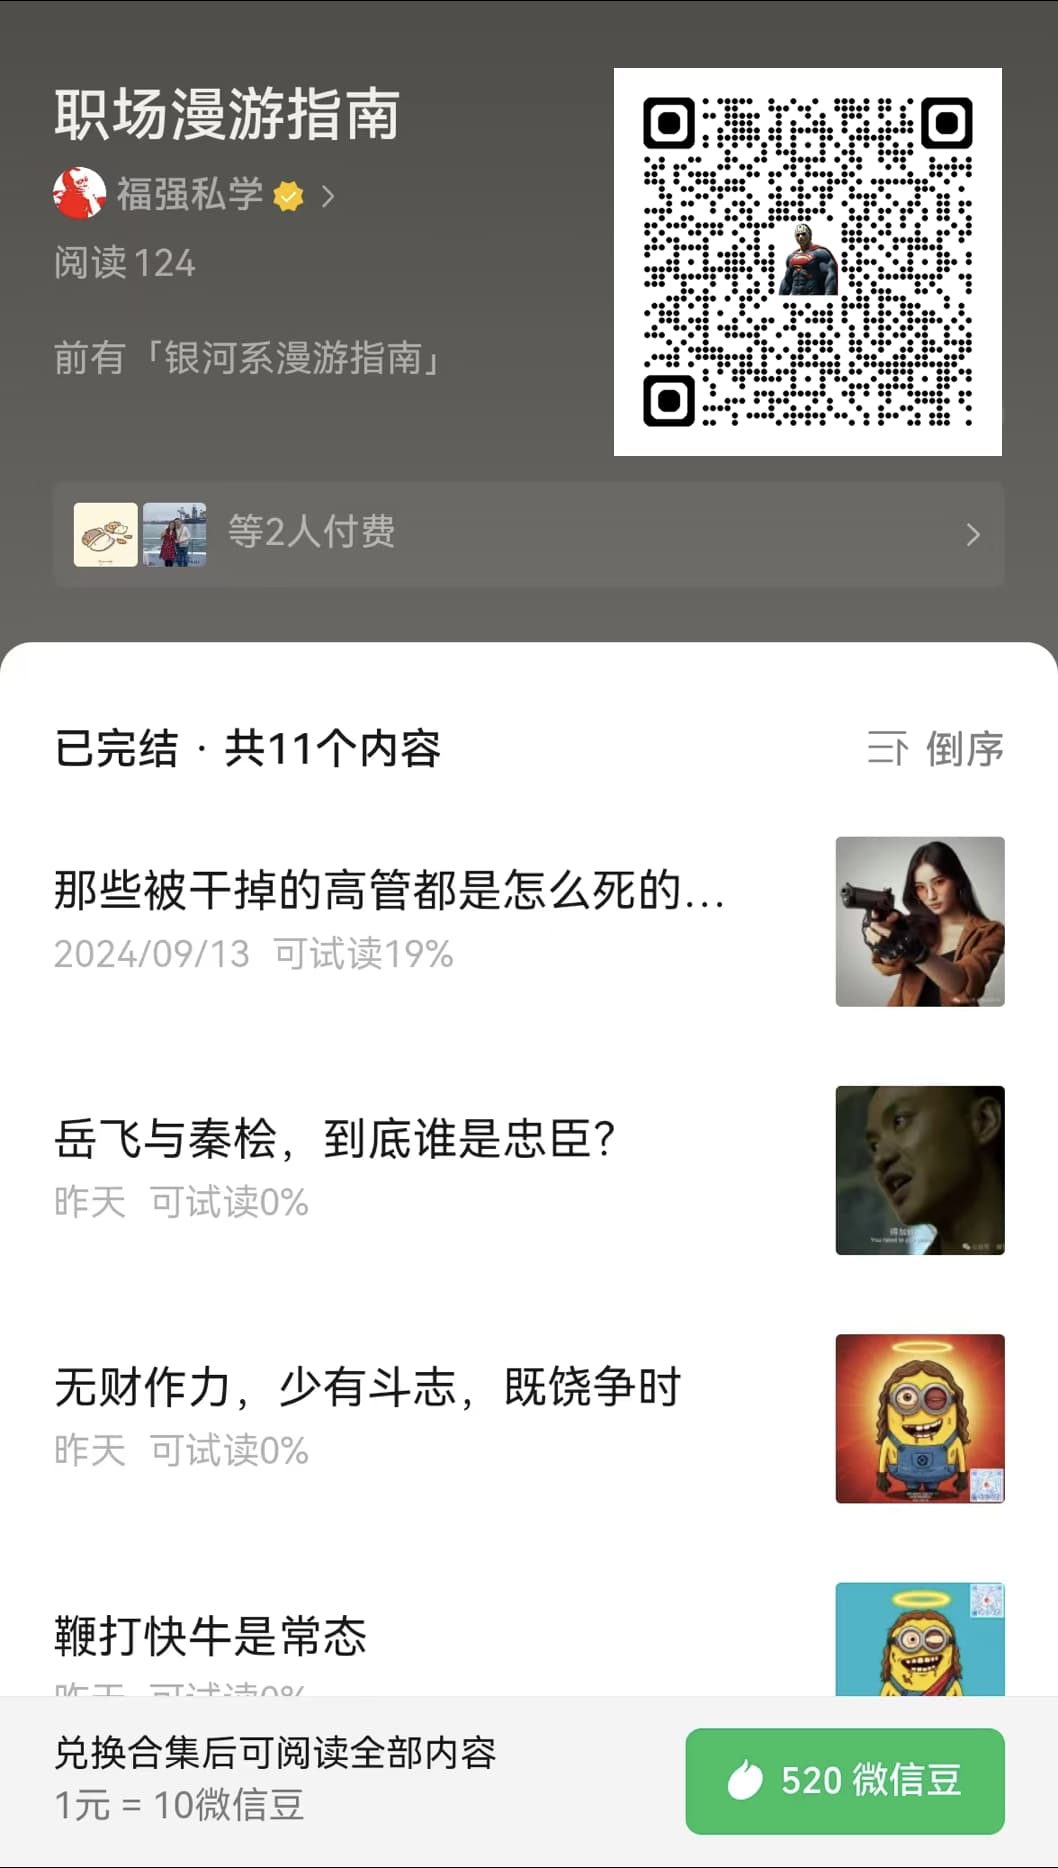 职场漫游指南
福强私学
阅读 124
前有「银河系漫游指南」
等2人付费
已完结 · 共11个内容
倒序
那些被干掉的高管都是怎么死的...
2024/09/13 可试读19%
岳飞与秦桧，到底谁是忠臣？
昨天 可试读0%
无财作力，少有斗志，既饶争时
昨天 可试读0%
鞭打快牛是常态
昨天 可试读0%
兑换合集后可阅读全部内容
520 微信豆
1元 = 10微信豆